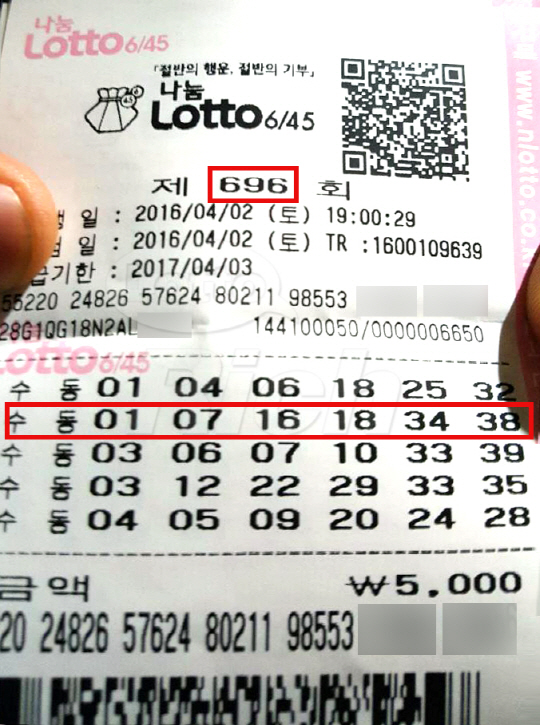 나눔
Lotto 6/45
「절반의 행운, 절반의 기부」
나눔
Lotto 6/45
www.nlotto.co.k
제 696 회
행 일 : 2016/04/02 (토) 19:00:29
첨 일 : 2016/04/02 (토) TR :1600109639
급기한 : 2017/04/03
55220 24826 57624 80211 98553
28G1QG18N2AL 144100050/0000006650
Lotto 6/45
Rich
수 동 01 04 06 18 25 32
수 동 01 07 16 18 34 38
수 동 03 06 07 10 33 39
수 동 03 12 22 29 33 35
수 동 04 05 09 20 24 28
금 액 ₩5,000
20 24826 57624 80211 98553